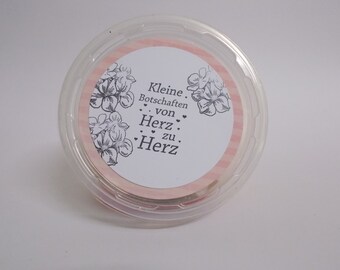 Kleine
Botschaften
von
Herz
zu
Herz